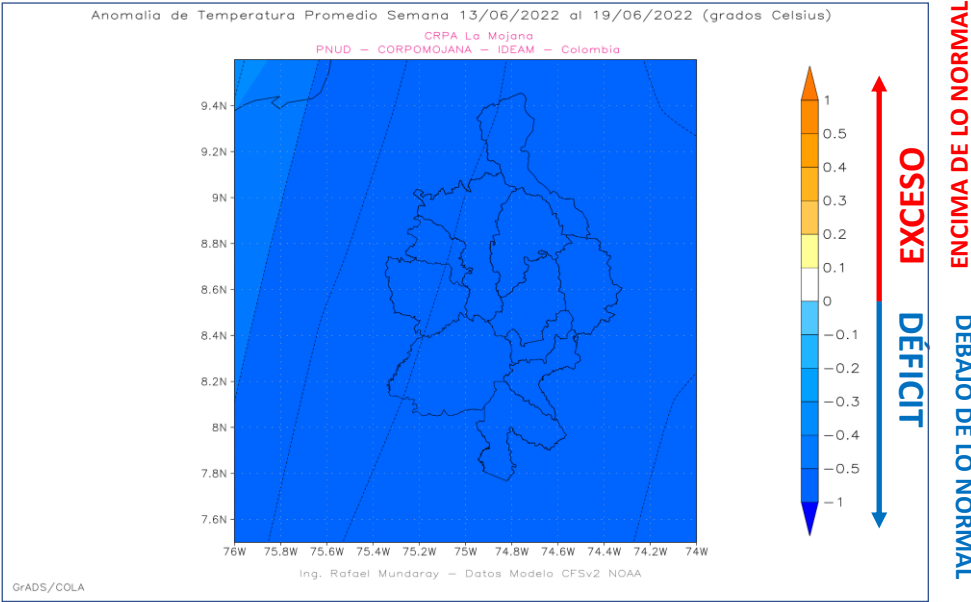 Anomalia de Temperatura Promedio Semana 13/06/2022 al 19/06/2022 (grados Celsius)
CRPA La Mojana
PNUD – CORPOMOJANA – IDEAM – Colombia
9.4N
9.2N
9N
8.8N
8.6N
8.4N
8.2N
8N
7.8N
7.6N
76W 75.8W 75.6W 75.4W 75.2W 75W 74.8W 74.6W 74.4W 74.2W 74W
1
0.5
0.4
0.3
0.2
0.1
0
−0.1
−0.2
−0.3
−0.4
−0.5
−1
EXCESO
DÉFICIT
ENCIMA DE LO NORMAL
DEBAJO DE LO NORMAL
Ing. Rafael Mundaray – Datos Modelo CFSv2 NOAA
GrADS/COLA